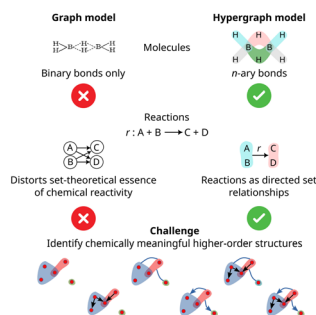 Graph model
Hypergraph model
H H
H B B H
H H
Molecules
H H
B B
H H
Binary bonds only
n-ary bonds
Reactions
r : A + B ⟶ C + D
A C
B D
A r C
B D
Distorts set-theoretical essence
of chemical reactivity
Reactions as directed set
relationships
Challenge
Identify chemically meaningful higher-order structures